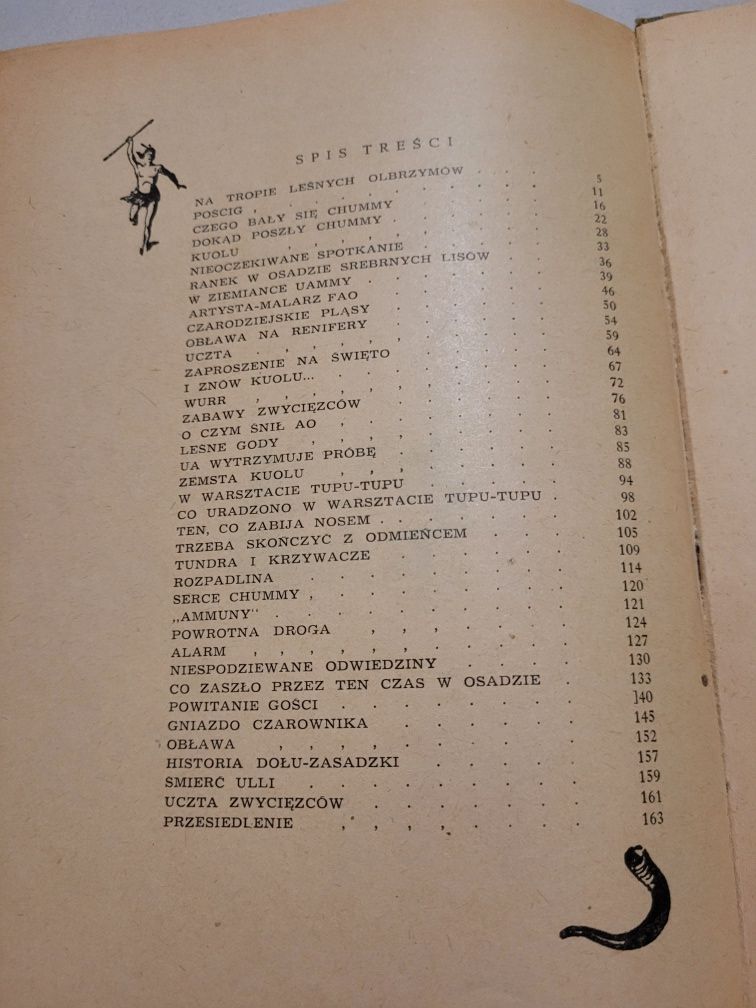 SPIS TREŚCI
NA TROPIE LEŚNYCH OLBRZYMÓW . . . 5
POSCIG , . . . . . . . . . 11
CZEGO BAŁY SIĘ CHUMMY . . . . 16
DOKĄD POSZŁY CHUMMY . . . . . 22
KUOLU , , , , , . . . . 28
NIEOCZEKIWANE SPOTKANIE . . . . 33
RANEK W OSADZIE SREBRNYCH LISÓW . . 36
W ZIEMIANCE UAMMY . . . . . 39
ARTYSTA-MALARZ FAO . . . . . 46
CZARODZIEJSKIE PLĄSY . . . . . 50
OBŁAWA NA RENIFERY . . . . . 54
UCZTA . , , , , . . . . 59
ZAPROSZENIE NA ŚWIĘTO . . . . 64
I ZNÓW KUOLU... . . . . . . . 67
WURR , , , , , , . . . . 72
ZABAWY ZWYCIĘZCÓW . . . . . 76
O CZYM ŚNIŁ AO , . . . . . . 81
LEŚNE GODY , , , , . . . . 83
UA WYTRZYMUJE PRÓBĘ . . . . . 85
ZEMSTA KUOLU , , , , . . . 88
W WARSZTACIE TUPU-TUPU . . . . 94
CO URADZONO W WARSZTACIE TUPU-TUPU . 98
TEN, CO ZABIJA NOSEM . . . . . . 102
TRZEBA SKOŃCZYĆ Z ODMIEŃCEM . . . 105
TUNDRA I KRZYWACZE . . . . . 109
ROZPADLINA . . . . . . . . 114
SERCE CHUMMY , . . . . . . . 120
„AMMUNY" . . . . . . . . . 121
POWROTNA DROGA , , , . . . . 124
ALARM , , , , , . . . . . 127
NIESPODZIEWANE ODWIEDZINY . . . . 130
CO ZASZŁO PRZEZ TEN CZAS W OSADZIE . 133
POWITANIE GOŚCI . . . . . . . 140
GNIAZDO CZAROWNIKA . . . . . 145
OBŁAWA , , , , . . . . . 152
HISTORIA DOŁU-ZASADZKI . . . . 157
ŚMIERĆ ULLI . . . . . . . . 159
UCZTA ZWYCIĘZCÓW . . . . . . 161
PRZESIEDLENIE , , , , . . . . 163